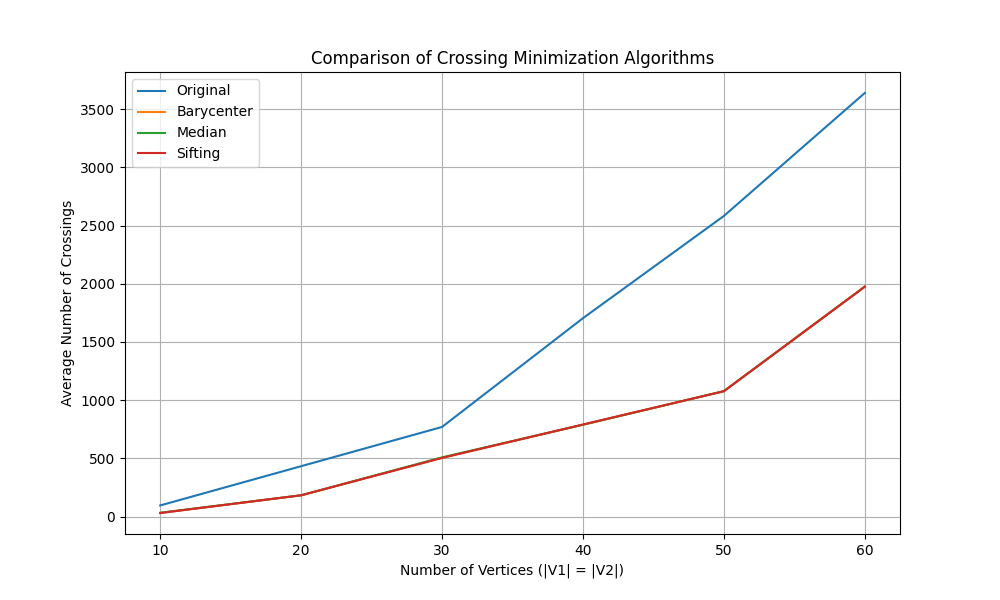 Comparison of Crossing Minimization Algorithms
Original
Barycenter
Median
Sifting
3500
3000
2500
2000
1500
1000
500
0
Average Number of Crossings
10 20 30 40 50 60
Number of Vertices (|V1| = |V2|)